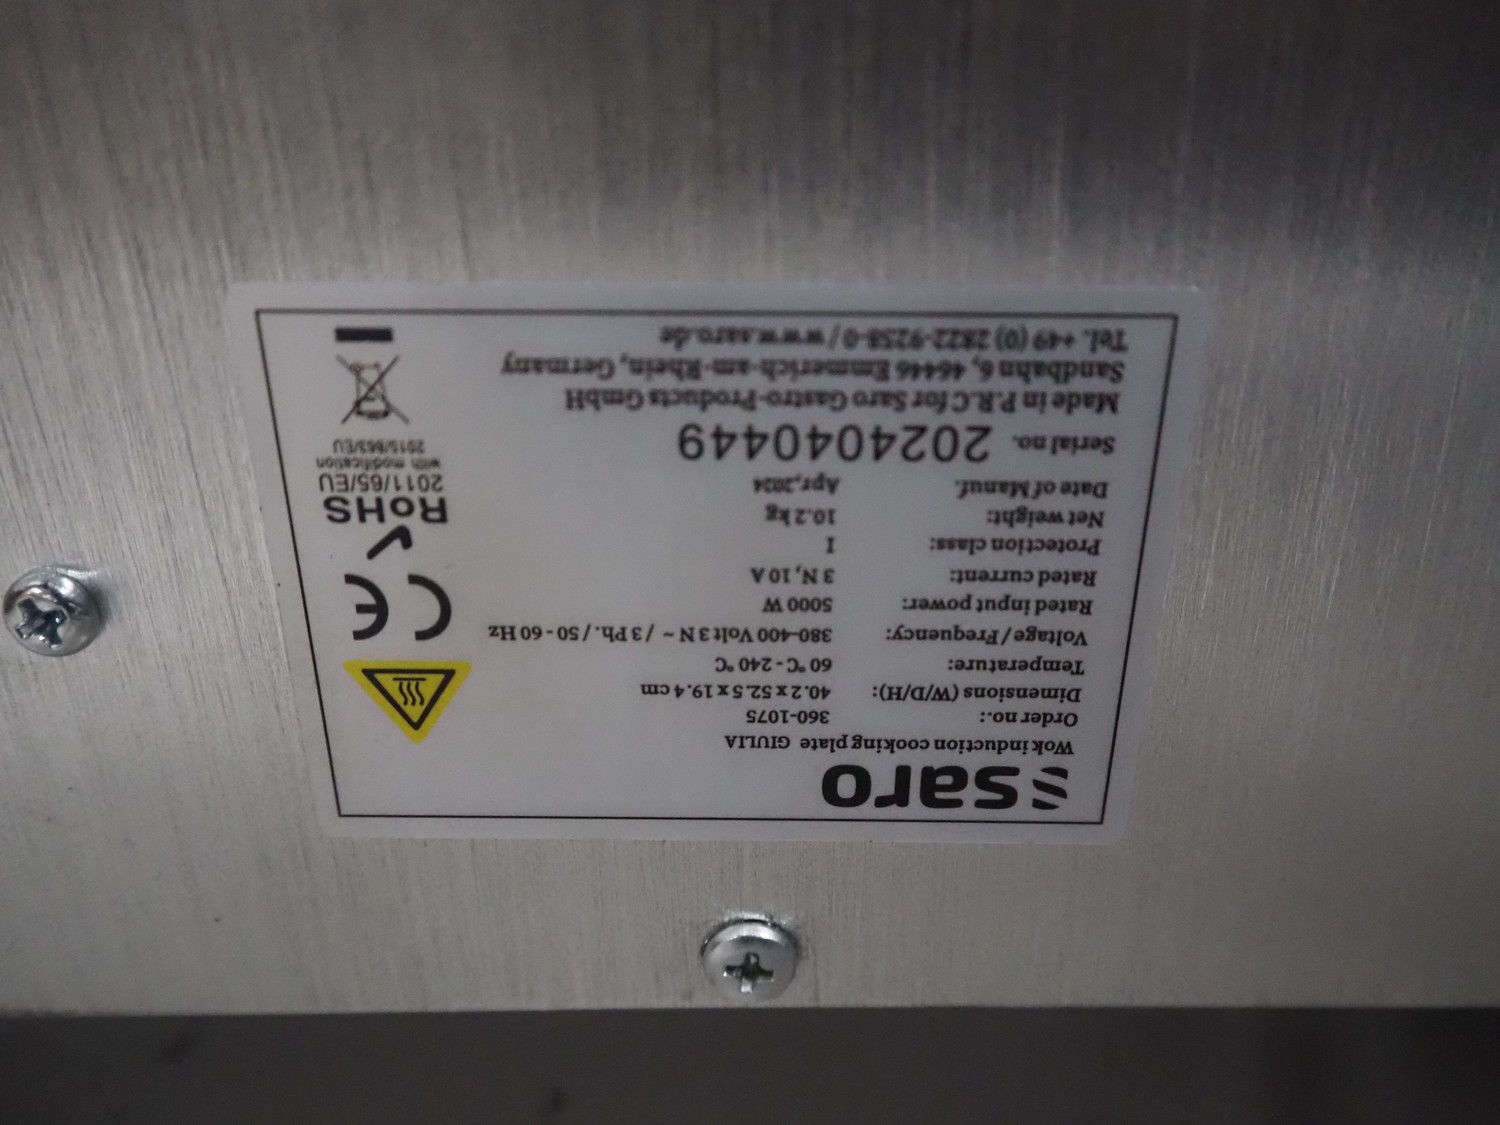 saro
Wok induction cooking plate GIULIA
Order no.: 360-1075
Dimensions (W/D/H): 40.2 x 52.5 x 19.4 cm
Temperature: 60 °C - 240 °C
Voltage / Frequency: 380-400 Volt 3 N ~ / 3 Ph. / 50 - 60 Hz
Rated input power: 5000 W
Rated current: 3 N, 10 A
Protection class: I
Net weight: 10.2 kg
Date of Manuf. Apr,2024
Serial no. 2024040449
Made in P.R.C for Saro Gastro-Products GmbH
Sandbahn 6, 46446 Emmerich-am-Rhein, Germany
Tel. +49 (0) 2822-9258-0 / www.saro.de
CE
RoHS
2011/65/EU
with modification
2015/863/EU